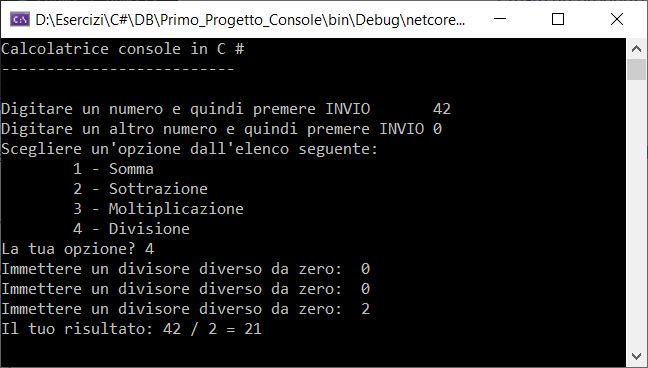 D:\Esercizi\C#\DB\Primo_Progetto_Console\bin\Debug\netcore...
Calcolatrice console in C #
--------------------------
Digitare un numero e quindi premere INVIO       42
Digitare un altro numero e quindi premere INVIO 0
Scegliere un'opzione dall'elenco seguente:
        1 - Somma
        2 - Sottrazione
        3 - Moltiplicazione
        4 - Divisione
La tua opzione? 4
Immettere un divisore diverso da zero:  0
Immettere un divisore diverso da zero:  0
Immettere un divisore diverso da zero:  2
Il tuo risultato: 42 / 2 = 21